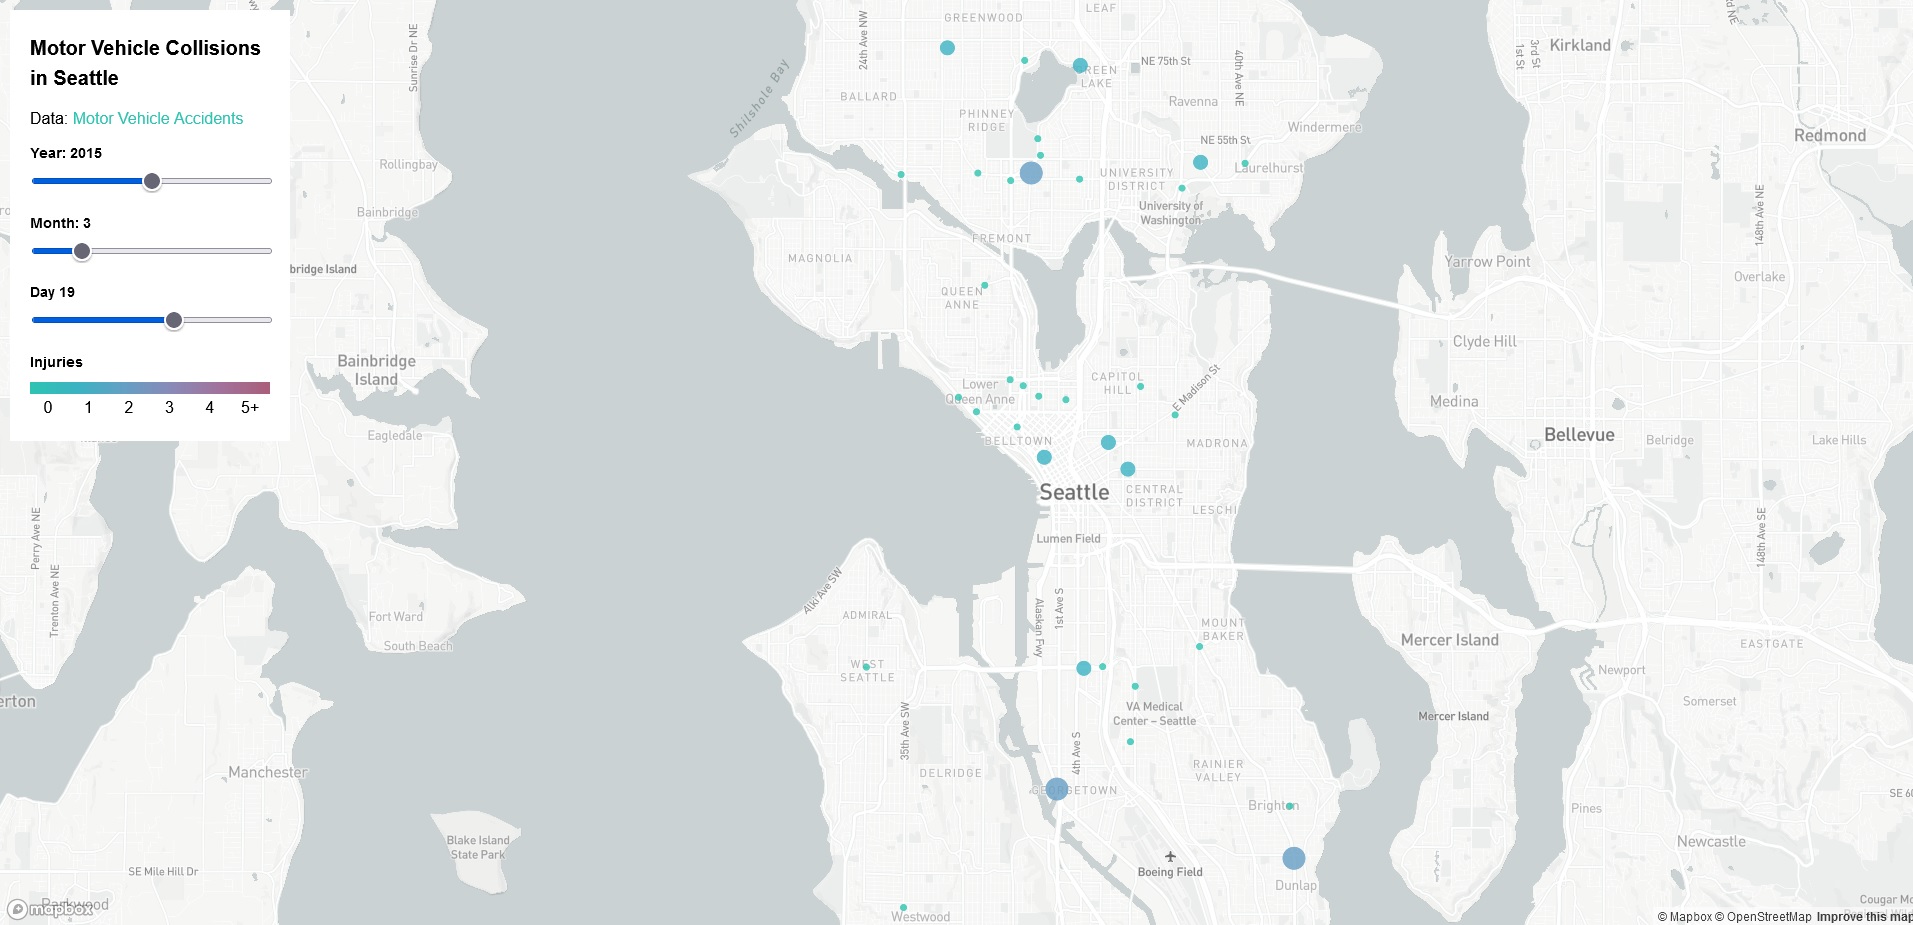 Motor Vehicle Collisions
in Seattle
Data: Motor Vehicle Accidents
Year: 2015
Month: 3
Day 19
Injuries
0 1 2 3 4 5+
Sunrise Dr NE
Rollingbay
Bainbridge
bridge Island
Bainbridge
Island
Eagledale
Perry Ave NE
Trenton Ave NE
Fort Ward
South Beach
erton
Manchester
Blake Island
State Park
SE Mile Hill Dr
mapbox
24th Ave NW
GREENWOOD
LEAF
Shilshole Bay
BALLARD
GREEN
LAKE
NE 75th St
40th Ave NE
Ravenna
PHINNEY
RIDGE
Windermere
NE 55th St
Laurelhurst
UNIVERSITY
DISTRICT
University of
Washington
FREMONT
MAGNOLIA
QUEEN
ANNE
Lower
Queen Anne
CAPITOL
HILL
E Madison St
BELLTOWN
MADRONA
Seattle
CENTRAL
DISTRICT
LESCHI
Lumen Field
Alki Ave SW
ADMIRAL
Alaskan Fwy
1st Ave S
MOUNT
BAKER
WEST
SEATTLE
35th Ave SW
VA Medical
Center – Seattle
4th Ave S
DELRIDGE
RAINIER
VALLEY
GEORGETOWN
Brighton
Boeing Field
Dunlap
Westwood
Kirkland
1st St
3rd St
Redmond
148th Ave NE
Yarrow Point
Overlake
Clyde Hill
Medina
Bellevue
Belridge
Lake Hills
148th Ave SE
Mercer Island
EASTGATE
Newport
Somerset
Mercer Island
Pines
SE 60
Newcastle
Cougar Mo
© Mapbox © OpenStreetMap Improve this map